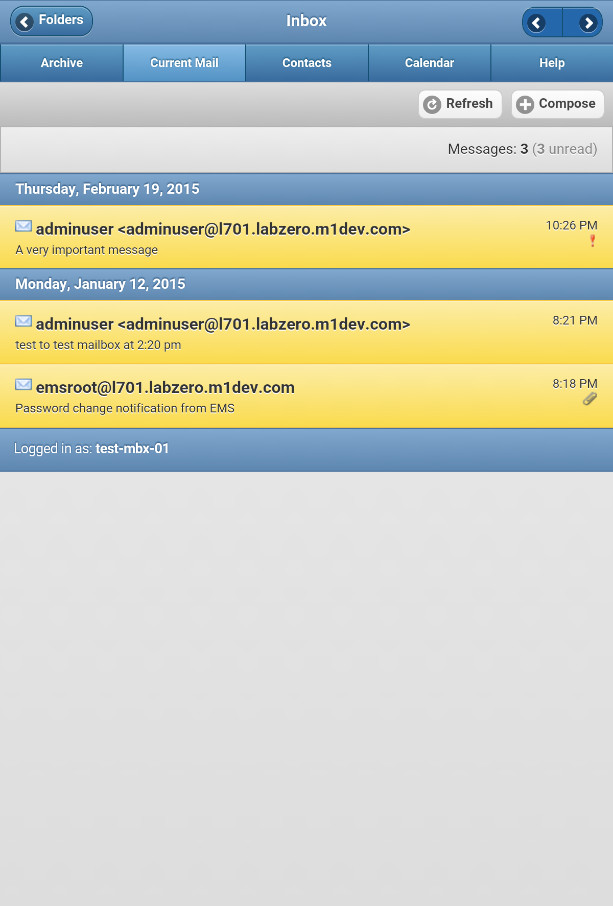 Folders
Inbox
Archive
Current Mail
Contacts
Calendar
Help
Refresh
Compose
Messages: 3 (3 unread)
Thursday, February 19, 2015
adminuser <adminuser@l701.labzero.m1dev.com>
10:26 PM
A very important message
Monday, January 12, 2015
adminuser <adminuser@l701.labzero.m1dev.com>
8:21 PM
test to test mailbox at 2:20 pm
emsroot@l701.labzero.m1dev.com
8:18 PM
Password change notification from EMS
Logged in as: test-mbx-01